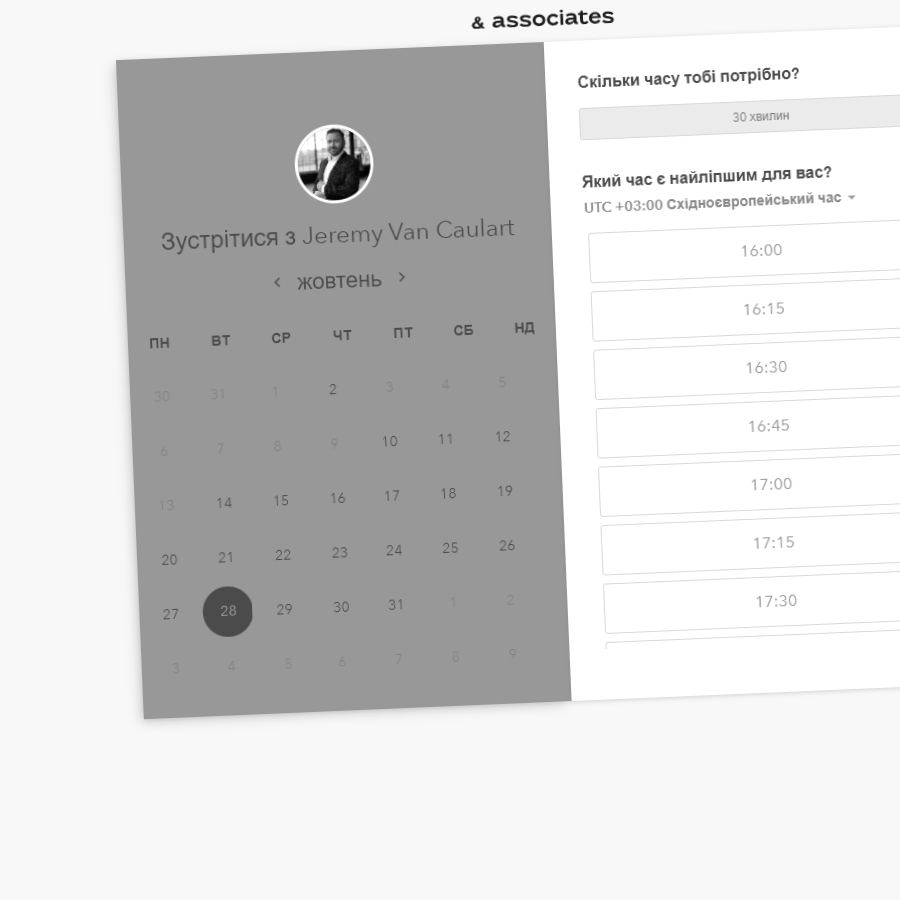 & associates
Зустрітися з Jeremy Van Caulart
жовтень
ПН ВТ СР ЧТ ПТ СБ НД
30 31 1 2 3 4 5
6 7 8 9 10 11 12
13 14 15 16 17 18 19
20 21 22 23 24 25 26
27 28 29 30 31 1 2
3 4 5 6 7 8 9
Скільки часу тобі потрібно?
30 хвилин
Який час є найліпшим для вас?
UTC +03:00 Східноєвропейський час
16:00
16:15
16:30
16:45
17:00
17:15
17:30